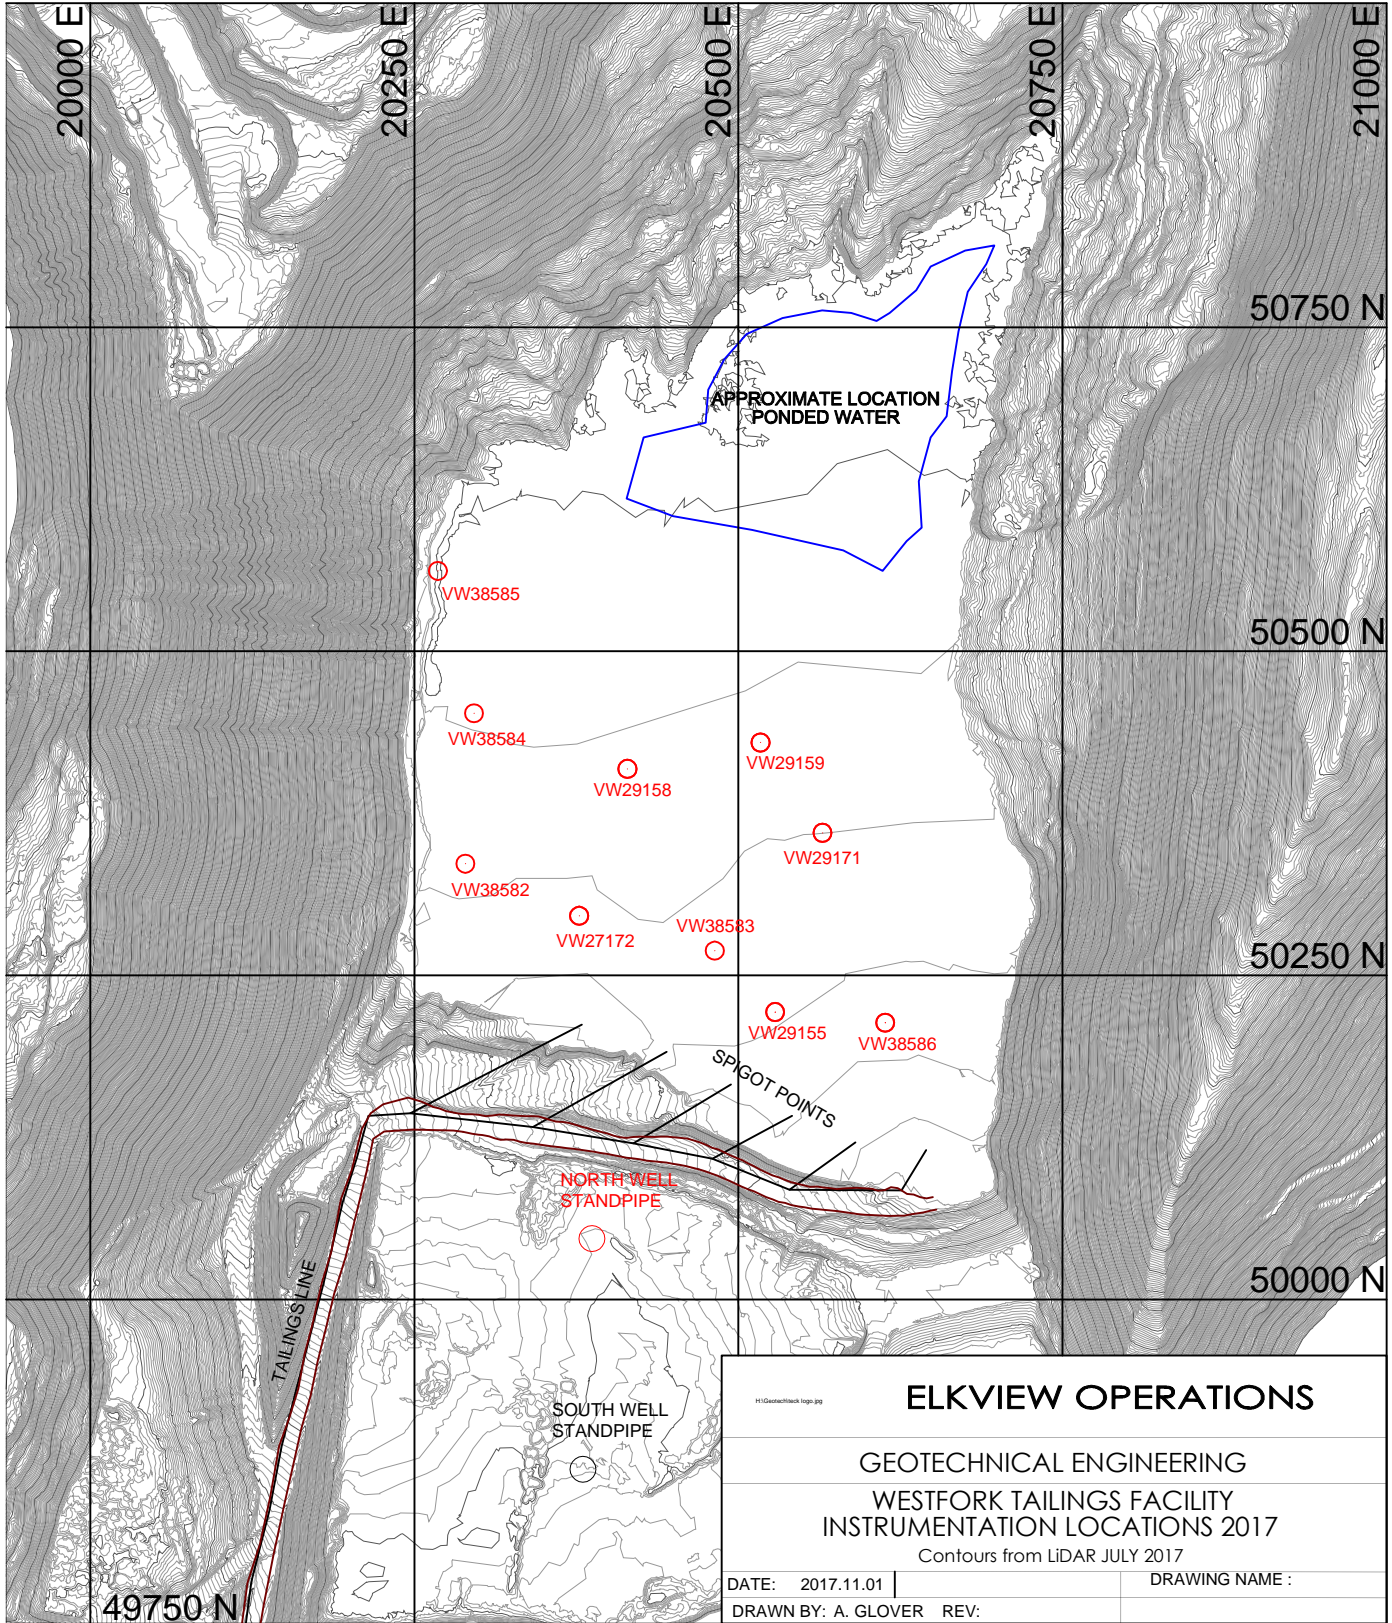 20000 E
20250 E
20500 E
20750 E
21000 E
50750 N
APPROXIMATE LOCATION
PONDED WATER
VW38585
50500 N
VW38584
VW29159
VW29158
VW29171
VW38582
VW27172
VW38583
50250 N
VW29155
VW38586
SPIGOT POINTS
NORTH WELL
STANDPIPE
50000 N
TAILINGS LINE
SOUTH WELL
STANDPIPE
49750 N
ELKVIEW OPERATIONS
GEOTECHNICAL ENGINEERING
WESTFORK TAILINGS FACILITY
INSTRUMENTATION LOCATIONS 2017
Contours from LiDAR JULY 2017
DATE: 2017.11.01
DRAWING NAME :
DRAWN BY: A. GLOVER REV: